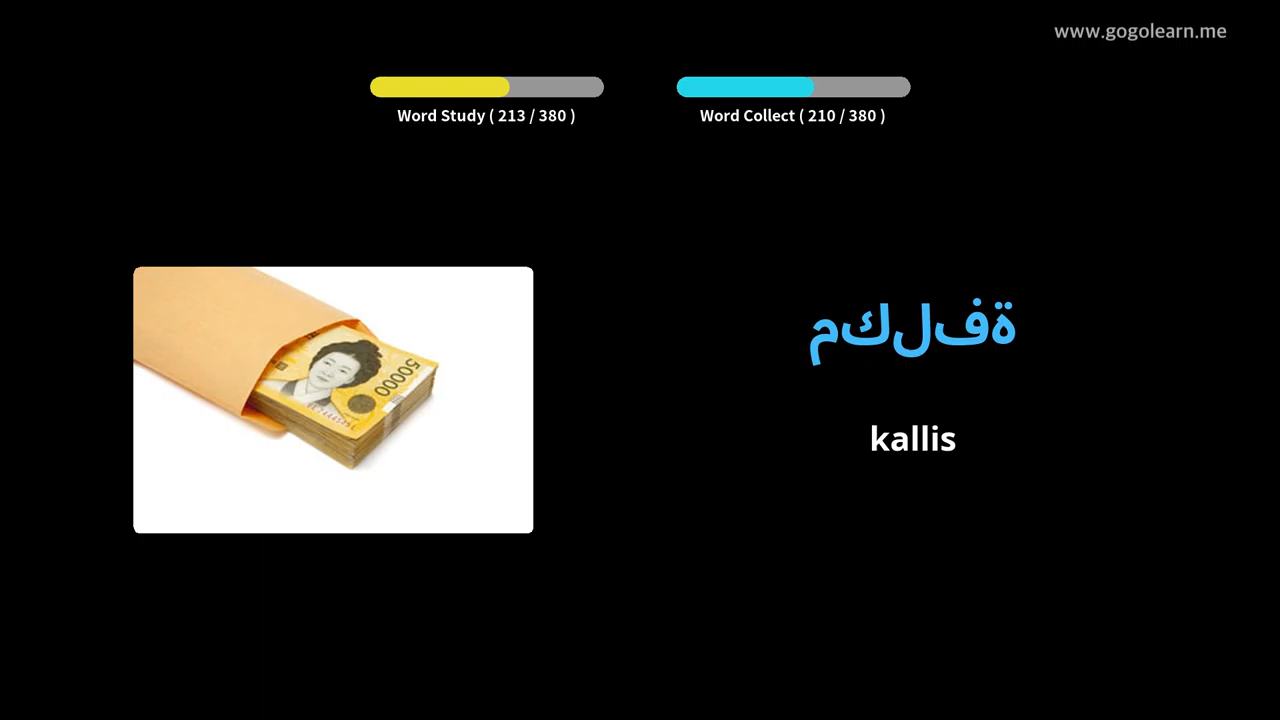 www.gogolearn.me
Word Study ( 213 / 380 )
Word Collect ( 210 / 380 )
50000
مكلفة
kallis